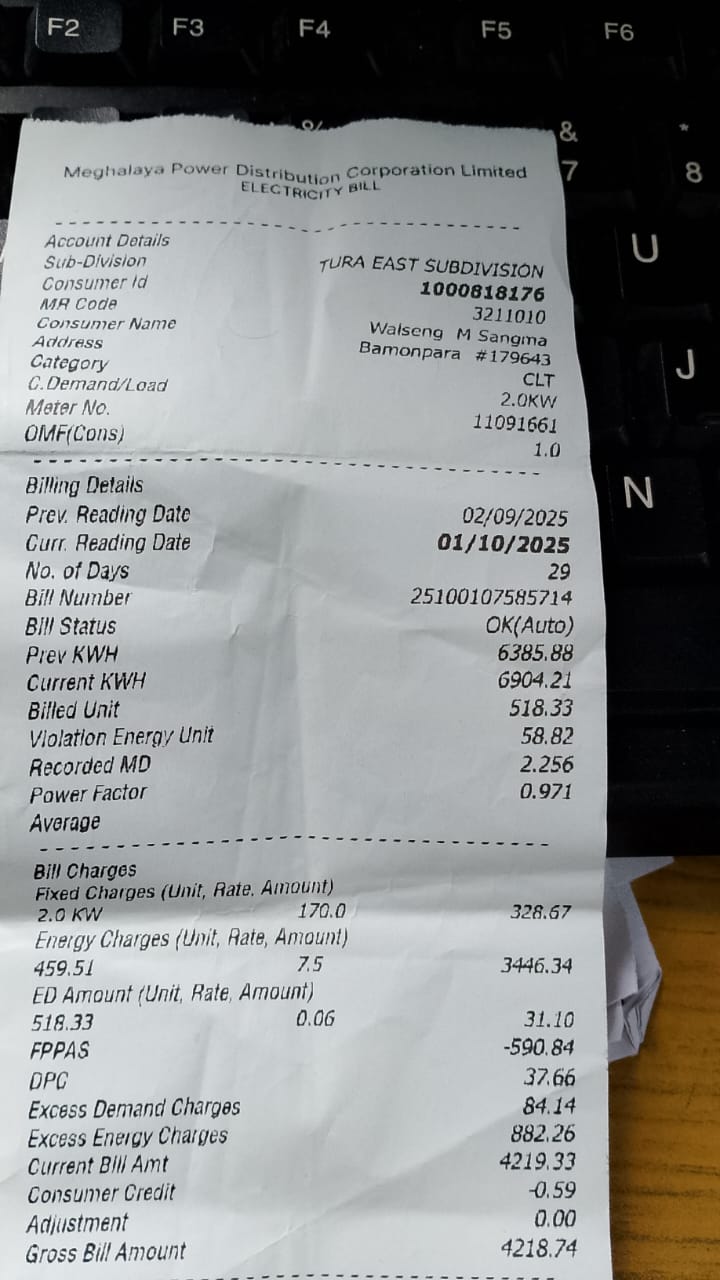 F2 F3 F4 F5 F6
%
& 7
* 8
U
J
N
Meghalaya Power Distribution Corporation Limited
ELECTRICITY BILL
Account Details
Sub-Division TURA EAST SUBDIVISION
Consumer Id 1000818176
MR Code 3211010
Consumer Name Walseng M Sangma
Address Bamonpara #179643
Category CLT
C.Demand/Load 2.0KW
Meter No. 11091661
OMF(Cons) 1.0
Billing Details
Prev. Reading Date 02/09/2025
Curr. Reading Date 01/10/2025
No. of Days 29
Bill Number 25100107585714
Bill Status OK(Auto)
Prev KWH 6385.88
Current KWH 6904.21
Billed Unit 518.33
Violation Energy Unit 58.82
Recorded MD 2.256
Power Factor 0.971
Average
Bill Charges
Fixed Charges (Unit, Rate, Amount)
2.0 KW 170.0 328.67
Energy Charges (Unit, Rate, Amount)
459.51 7.5 3446.34
ED Amount (Unit, Rate, Amount)
518.33 0.06 31.10
FPPAS -590.84
DPC 37.66
Excess Demand Charges 84.14
Excess Energy Charges 882.26
Current Bill Amt 4219.33
Consumer Credit -0.59
Adjustment 0.00
Gross Bill Amount 4218.74